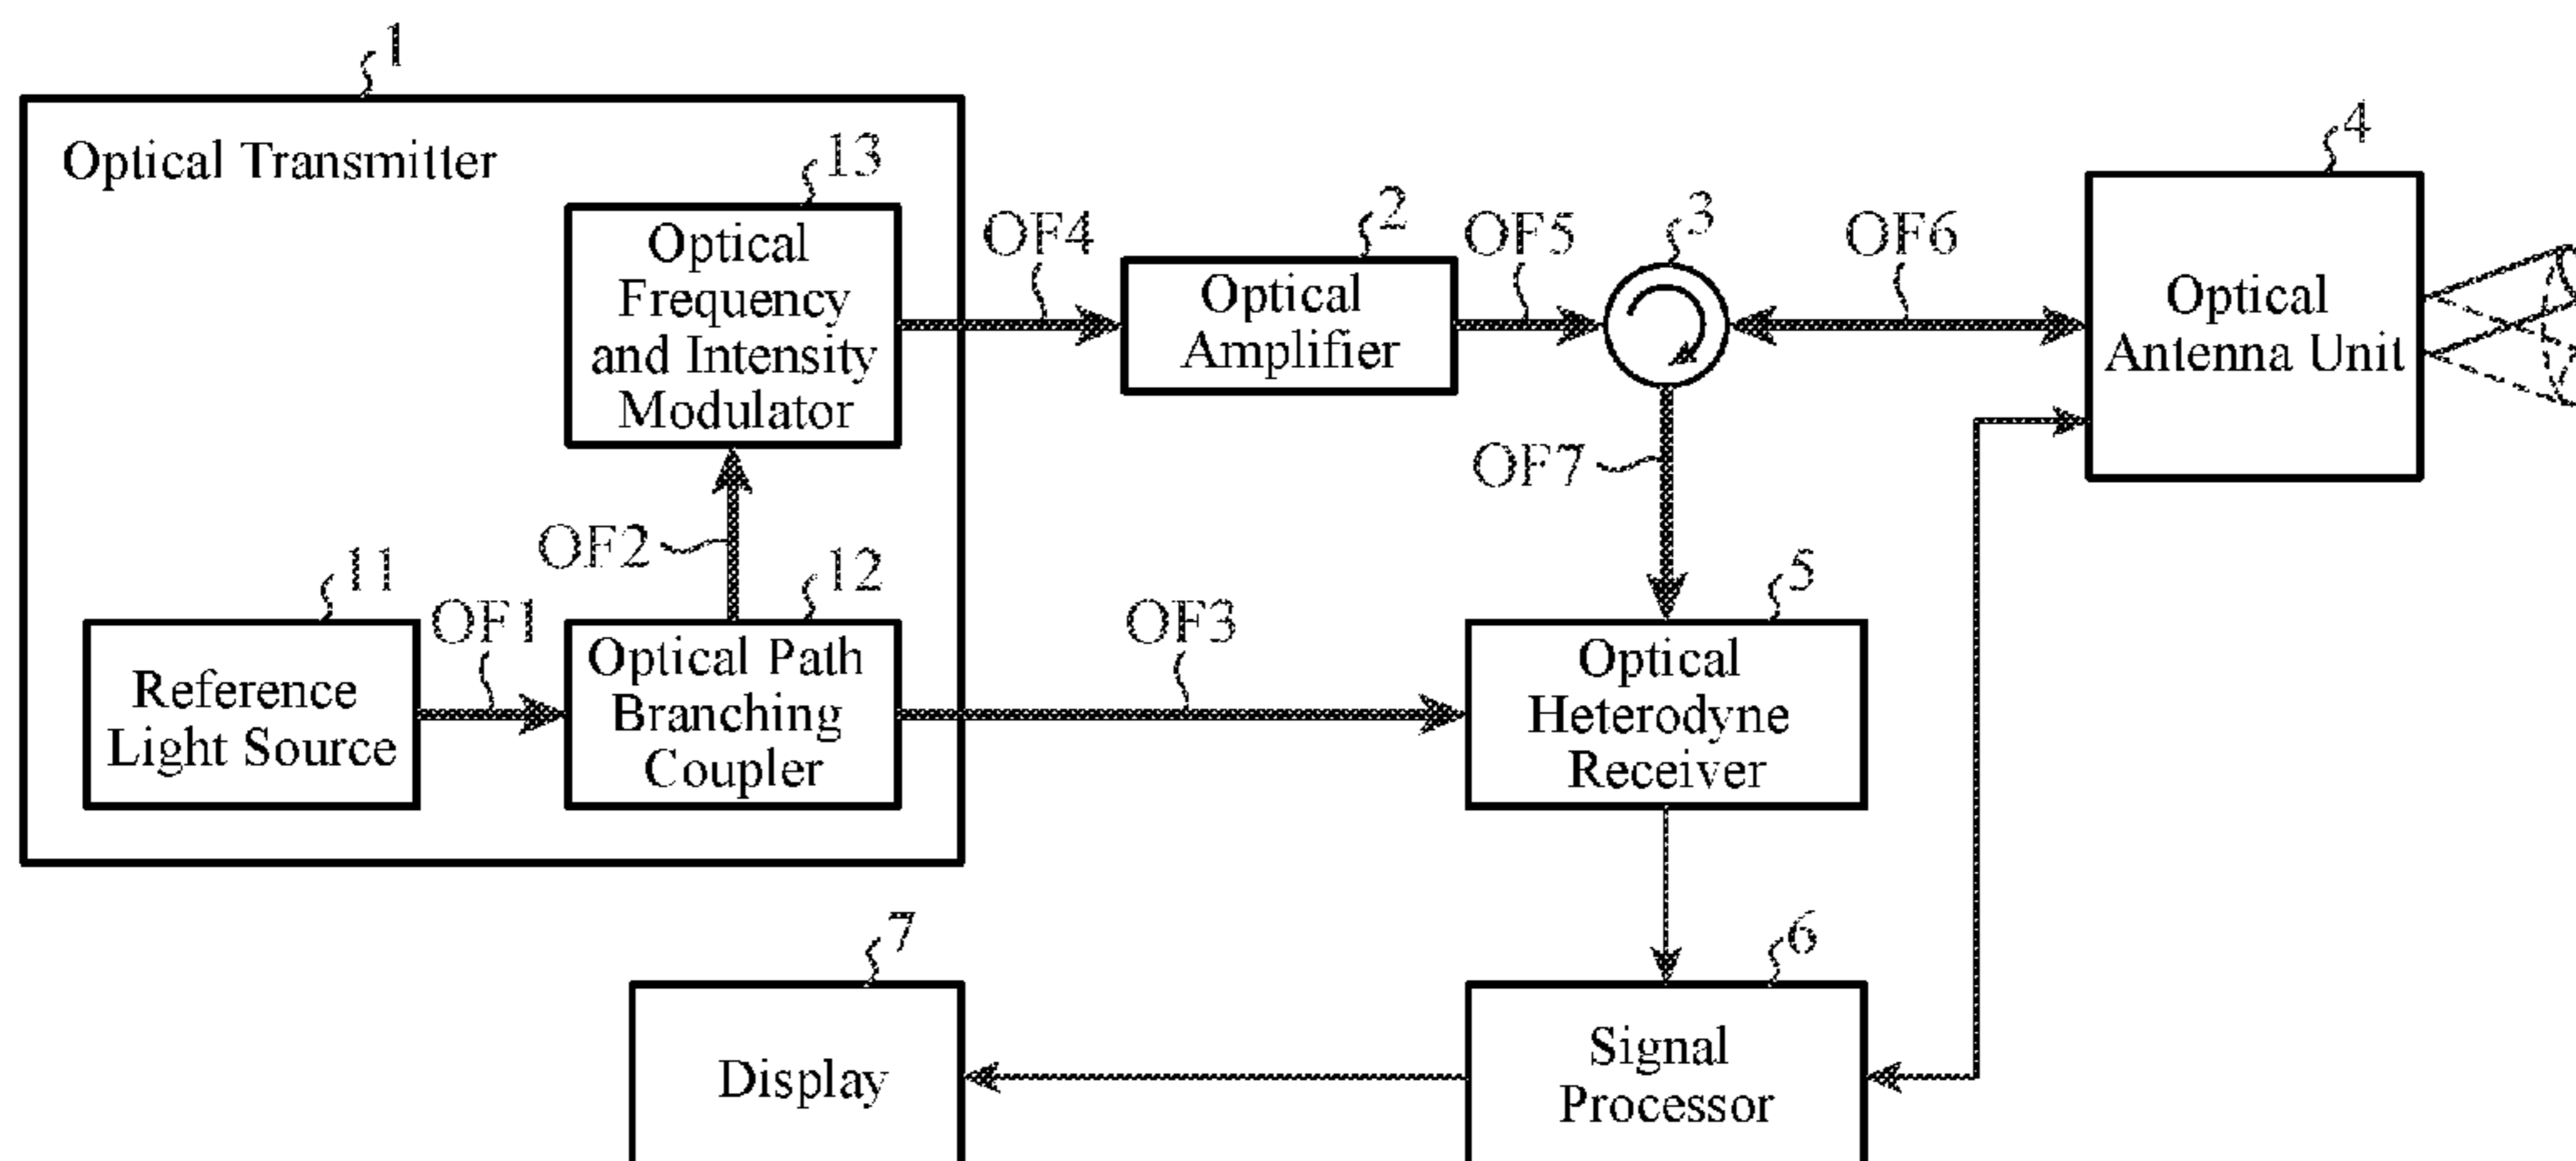 1
Optical Transmitter
13
Optical
Frequency
and Intensity
Modulator
OF4
2
Optical
Amplifier
OF5
3
OF6
4
Optical
Antenna Unit
OF7
OF2
11
Reference
Light Source
OF1
12
Optical Path
Branching
Coupler
OF3
5
Optical
Heterodyne
Receiver
7
Display
6
Signal
Processor